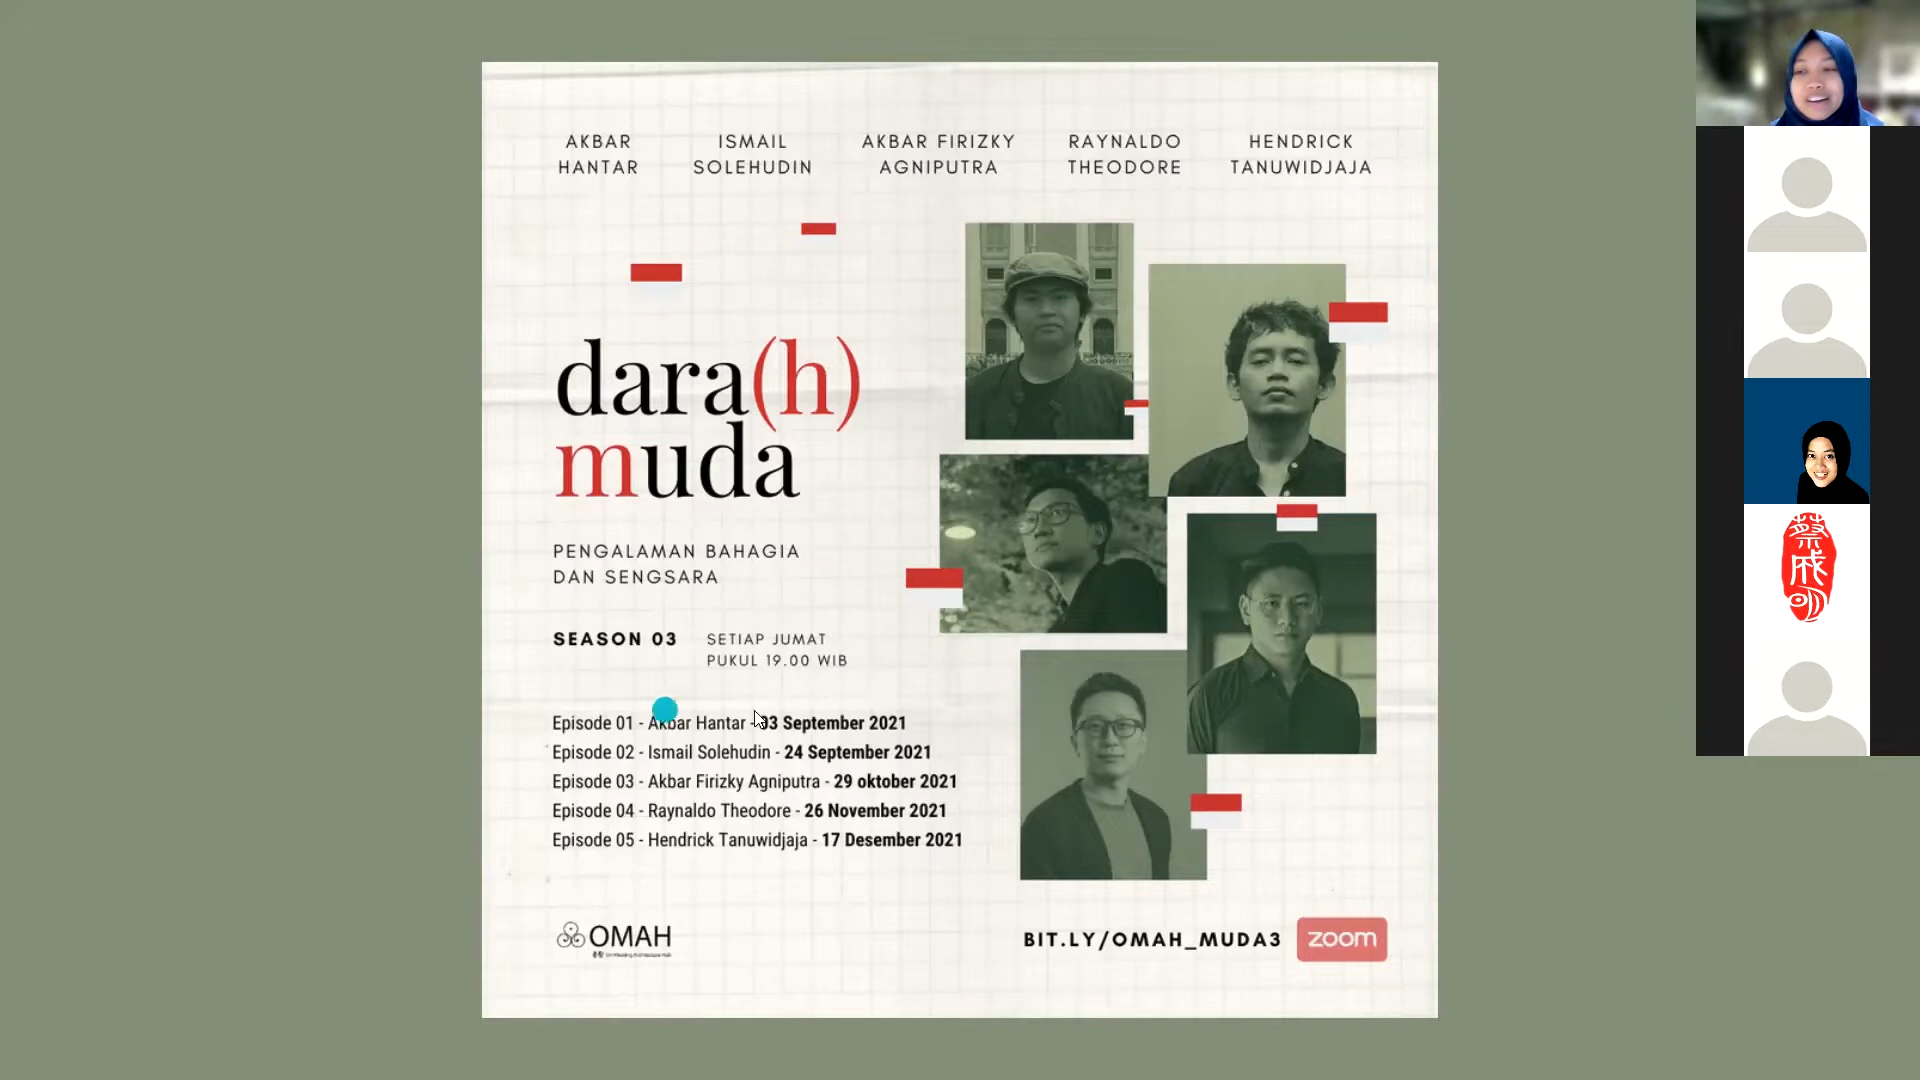 AKBAR
HANTAR
ISMAIL
SOLEHUDIN
AKBAR FIRIZKY
AGNIPUTRA
RAYNALDO
THEODORE
HENDRICK
TANUWIDJAJA
dara(h)
muda
PENGALAMAN BAHAGIA
DAN SENGSARA
SEASON 03
SETIAP JUMAT
PUKUL 19.00 WIB
Episode 01 - Akbar Hantar - 03 September 2021
Episode 02 - Ismail Solehudin - 24 September 2021
Episode 03 - Akbar Firizky Agniputra - 29 oktober 2021
Episode 04 - Raynaldo Theodore - 26 November 2021
Episode 05 - Hendrick Tanuwidjaja - 17 Desember 2021
OMAH
BIT.LY/OMAH_MUDA3
zoom